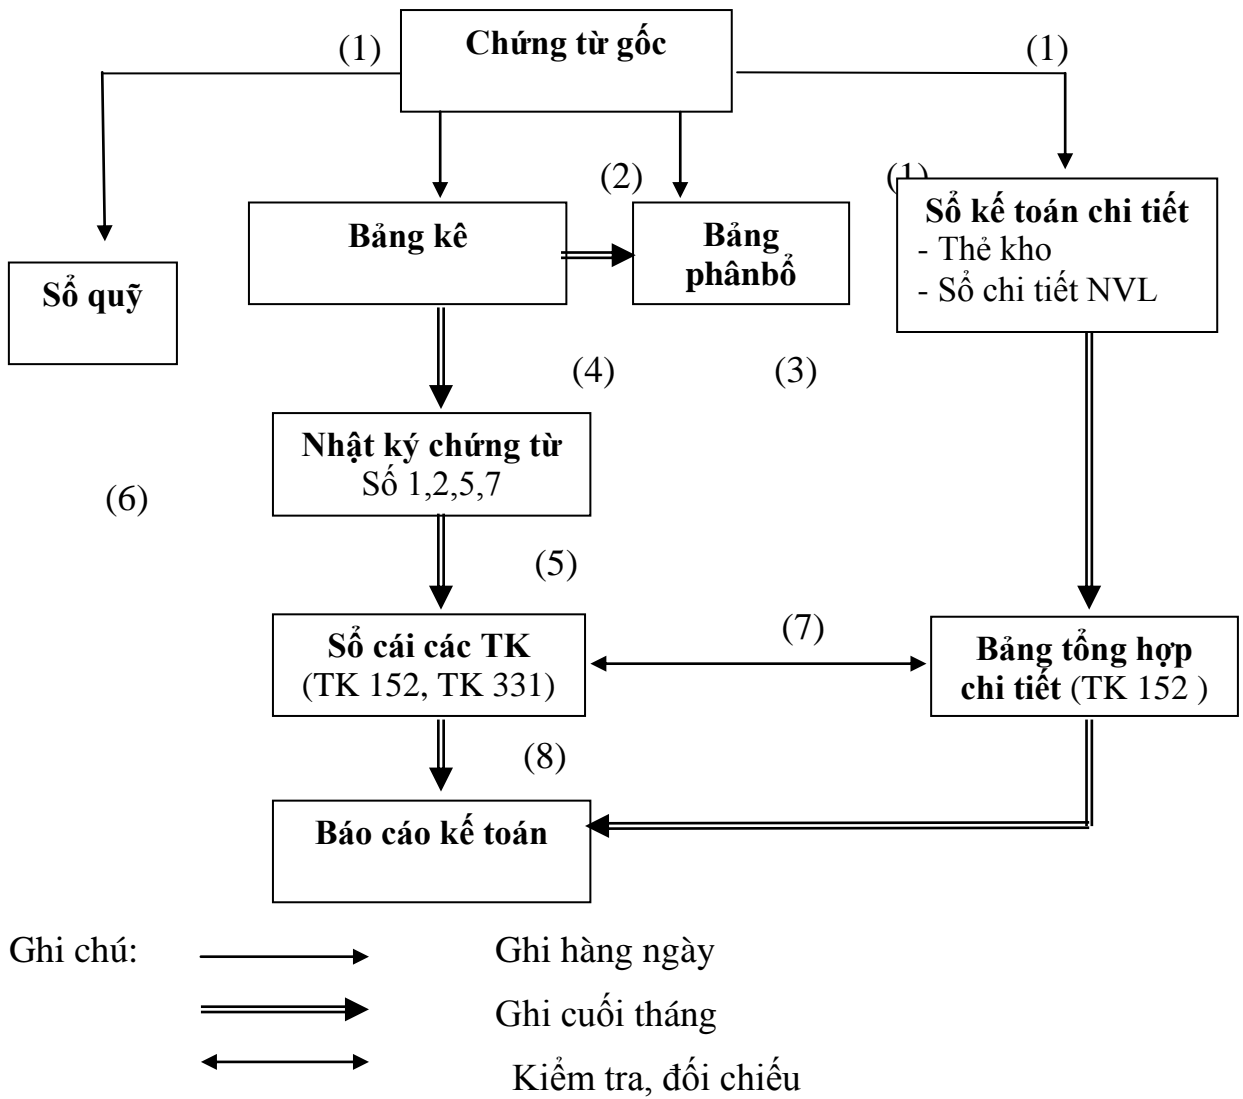 (1)
Chứng từ gốc
(1)
(2)
(1)
Sổ quỹ
Bảng kê
Bảng
phânbổ
Sổ kế toán chi tiết
- Thẻ kho
- Sổ chi tiết NVL
(4)
(3)
Nhật ký chứng từ
Số 1,2,5,7
(6)
(5)
Sổ cái các TK
(TK 152, TK 331)
(7)
Bảng tổng hợp
chi tiết (TK 152 )
(8)
Báo cáo kế toán
Ghi chú:
Ghi hàng ngày
Ghi cuối tháng
Kiểm tra, đối chiếu